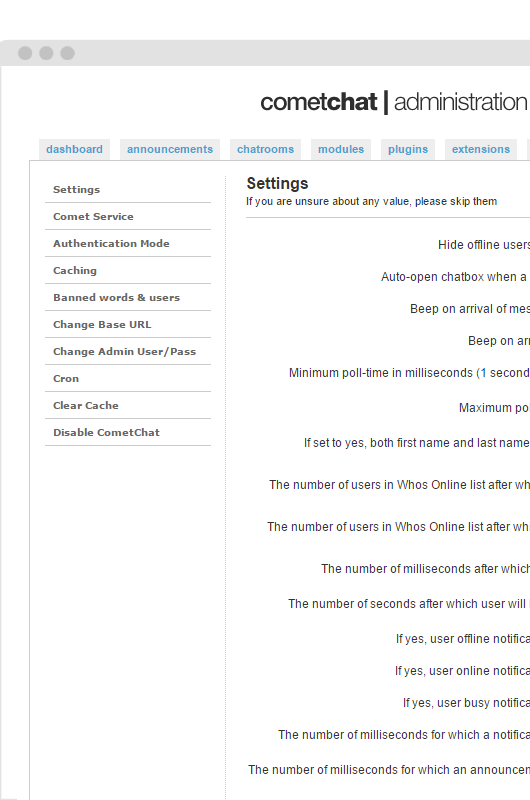 cometchat | administration
dashboard announcements chatrooms modules plugins extensions
Settings
Comet Service
Authentication Mode
Caching
Banned words & users
Change Base URL
Change Admin User/Pass
Cron
Clear Cache
Disable CometChat
Settings
If you are unsure about any value, please skip them
Hide offline users
Auto-open chatbox when a
Beep on arrival of mes
Beep on arr
Minimum poll-time in milliseconds (1 second
Maximum po
If set to yes, both first name and last name
The number of users in Whos Online list after wh
The number of users in Whos Online list after wh
The number of milliseconds after which
The number of seconds after which user will
If yes, user offline notifica
If yes, user online notifica
If yes, user busy notifica
The number of milliseconds for which a notifica
The number of milliseconds for which an announcem